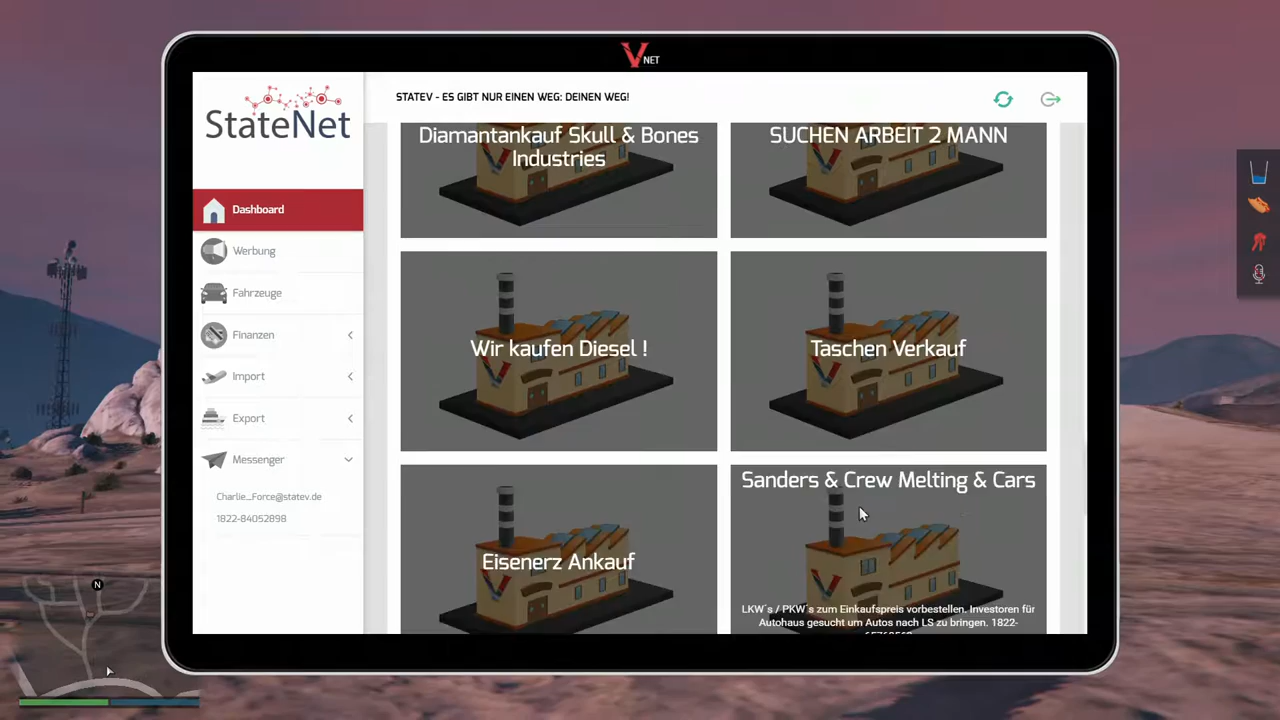 V NET
StateNet
STATEV - ES GIBT NUR EINEN WEG: DEINEN WEG!
Dashboard
Werbung
Fahrzeuge
Finanzen
Import
Export
Messenger
Charlie_Force@statev.de
1822-84052898
Diamantankauf Skull & Bones
Industries
SUCHEN ARBEIT 2 MANN
Wir kaufen Diesel !
Taschen Verkauf
Eisenerz Ankauf
Sanders & Crew Melting & Cars
LKW´s / PKW´s zum Einkaufspreis vorbestellen. Investoren für
Autohaus gesucht um Autos nach LS zu bringen. 1822-
N